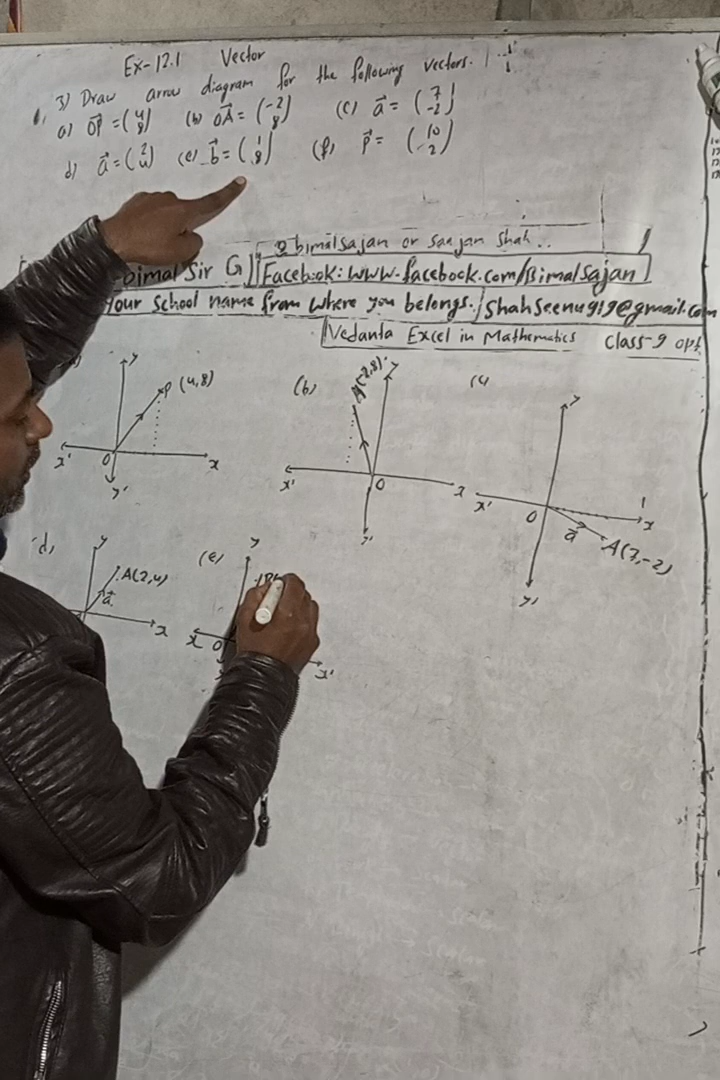 Ex-12.1 Vector
3) Draw arrow diagram for the following vectors.
a) OP→ = (4 8) (b) OA→ = (-2 8) (c) a→ = (7 -2)
d) a→ = (2 4) (e) b→ = (1 8) (f) p→ = (10 -2)
bimalsajan or Sanjan Shah..
Bimal Sir G Facebook: www.facebook.com/Bimalsajan
Your School name from where you belongs. /Shahseenu919@gmail.com
Vedanta Excel in Mathematics Class-9 opt
y P (4,8) x' O x y'
(b) A(-2,8) y x' O x y'
(c) y x' O x a→ A(7,-2) y'
(d) y A(2,4) a→ x
(e) y x O x'